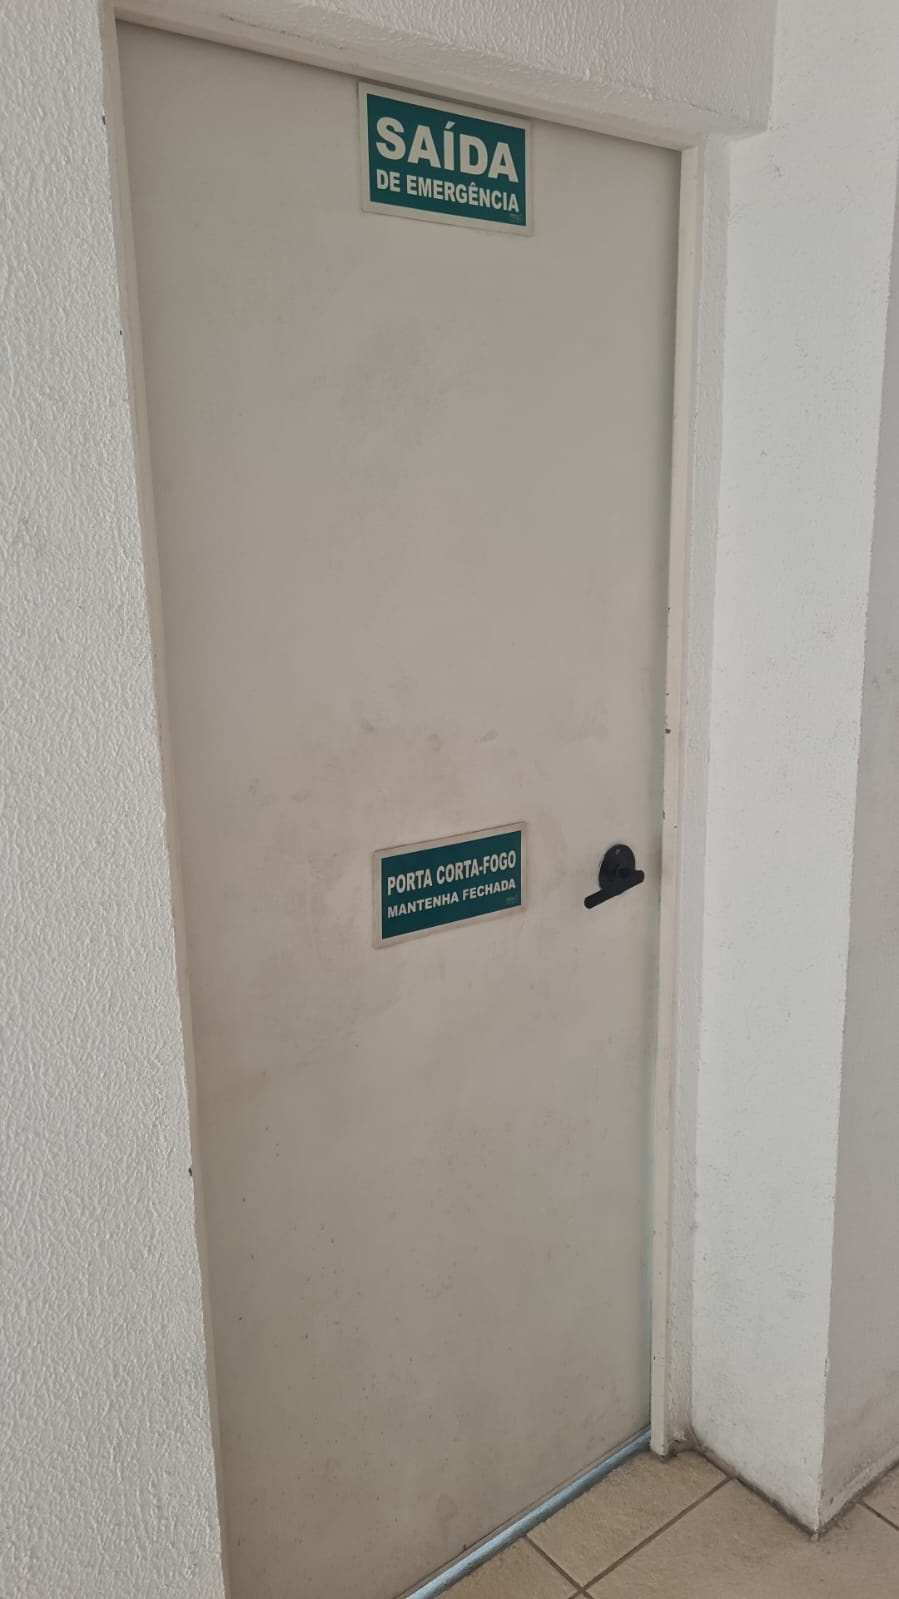 SAÍDA
DE EMERGÊNCIA
PORTA CORTA-FOGO
MANTENHA FECHADA